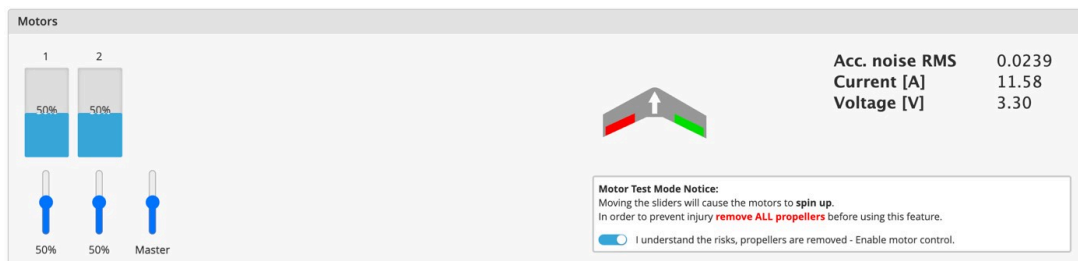 Motors
1 2
50% 50%
50% 50% Master
Acc. noise RMS 0.0239
Current [A] 11.58
Voltage [V] 3.30
Motor Test Mode Notice:
Moving the sliders will cause the motors to spin up.
In order to prevent injury remove ALL propellers before using this feature.
I understand the risks, propellers are removed - Enable motor control.